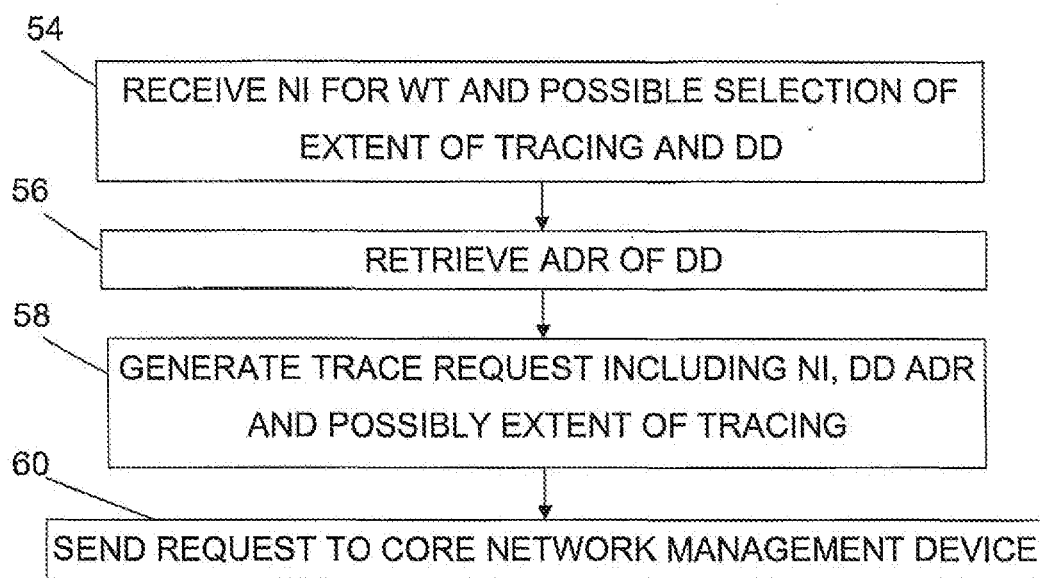 54
RECEIVE NI FOR WT AND POSSIBLE SELECTION OF
EXTENT OF TRACING AND DD
56
RETRIEVE ADR OF DD
58
GENERATE TRACE REQUEST INCLUDING NI, DD ADR
AND POSSIBLY EXTENT OF TRACING
60
SEND REQUEST TO CORE NETWORK MANAGEMENT DEVICE